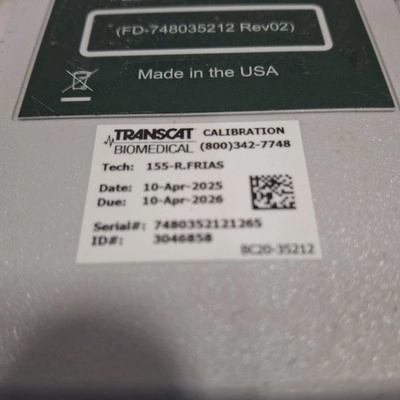 (FD-748035212 Rev02)
Made in the USA
TRANSCAT CALIBRATION
BIOMEDICAL (800)342-7748
Tech: 155-R.FRIAS
Date: 10-Apr-2025
Due: 10-Apr-2026
Serial#: 7480352121265
ID#: 3046858
BC20-35212